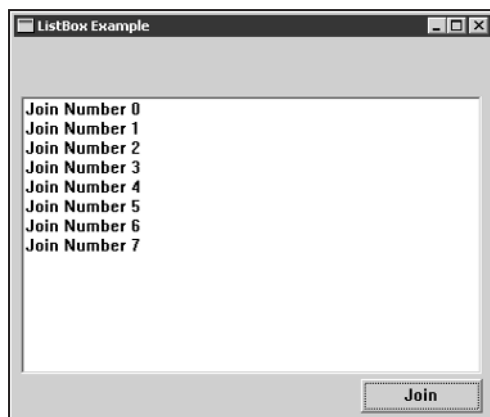 ListBox Example
Join Number 0
Join Number 1
Join Number 2
Join Number 3
Join Number 4
Join Number 5
Join Number 6
Join Number 7
Join